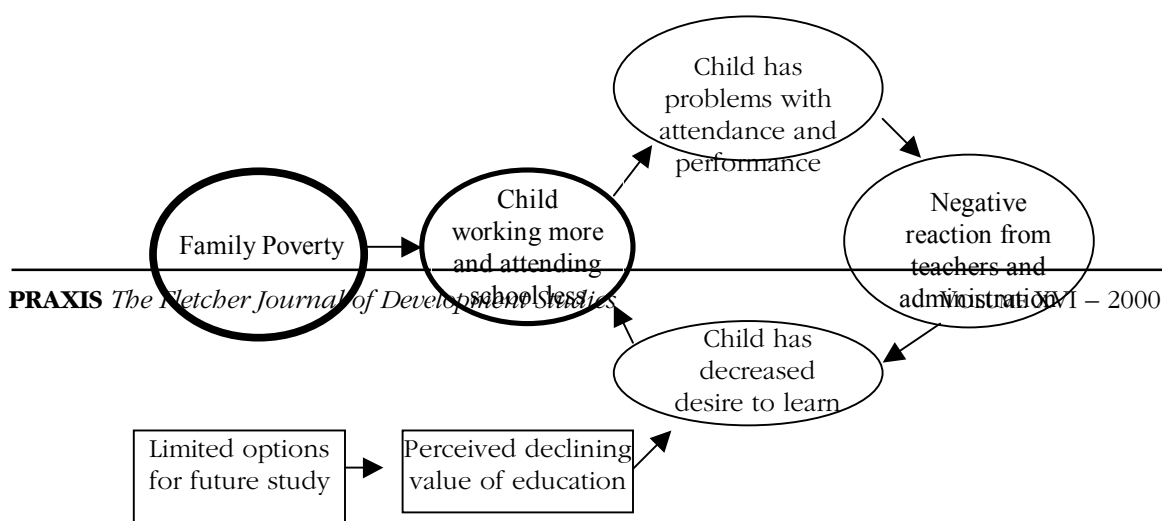 Child has
problems with
attendance and
performance
Family Poverty
Child
working more
and attending
school less
Negative
reaction from
teachers and
administration
PRAXIS The Fletcher Journal of Development Studies
Volume XVI – 2000
Child has
decreased
desire to learn
Limited options
for future study
Perceived declining
value of education